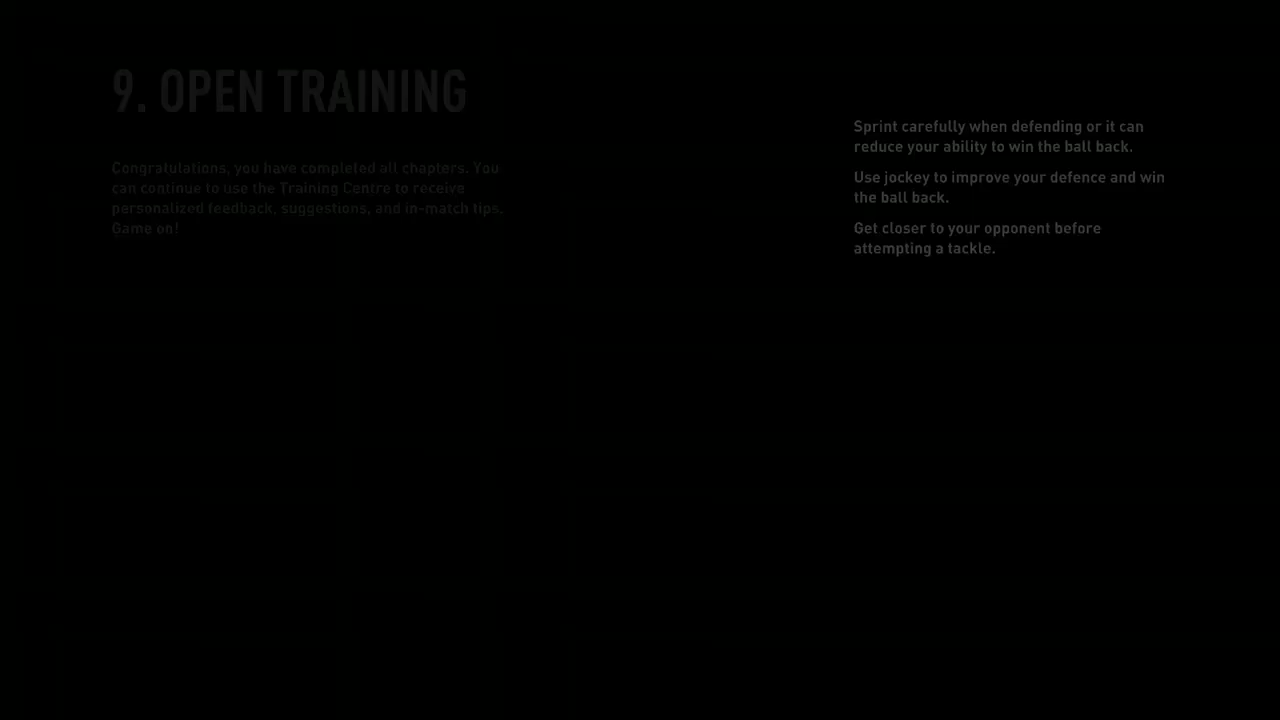 9. OPEN TRAINING
Congratulations, you have completed all chapters. You
can continue to use the Training Centre to receive
personalized feedback, suggestions, and in-match tips.
Game on!
Sprint carefully when defending or it can
reduce your ability to win the ball back.
Use jockey to improve your defence and win
the ball back.
Get closer to your opponent before
attempting a tackle.